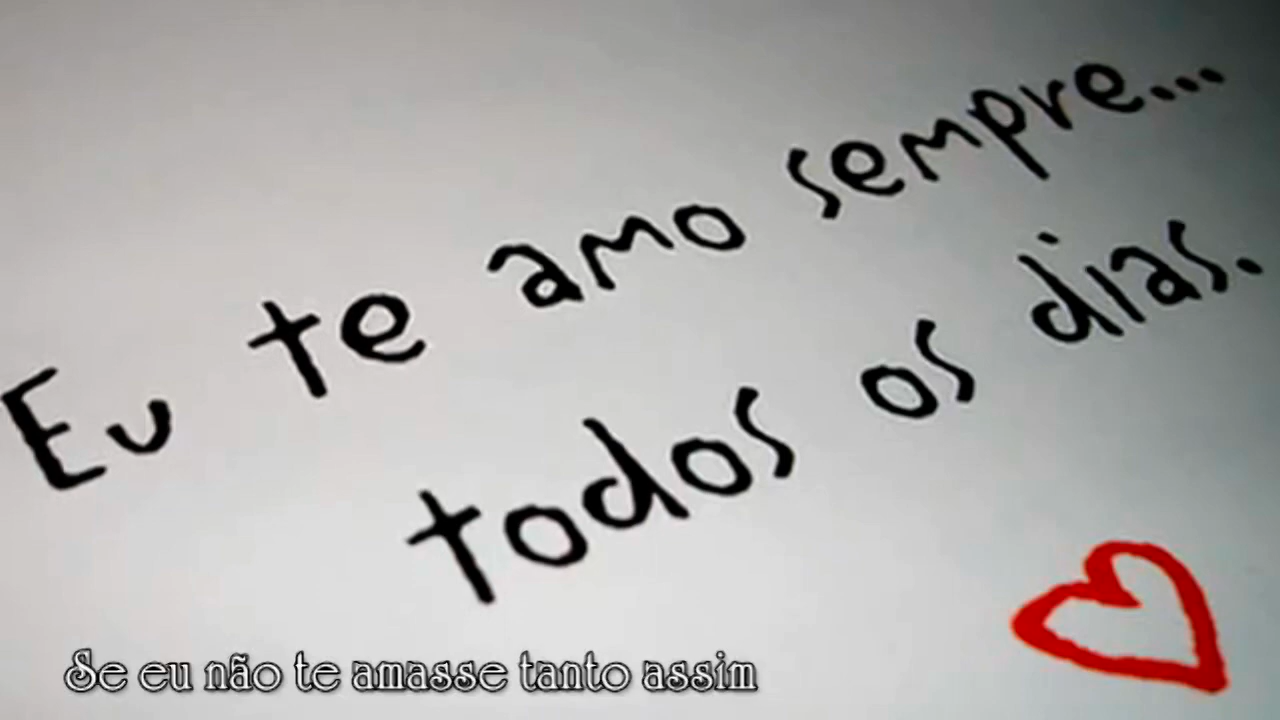 Eu te amo sempre...
todos os dias.
Se eu não te amasse tanto assim